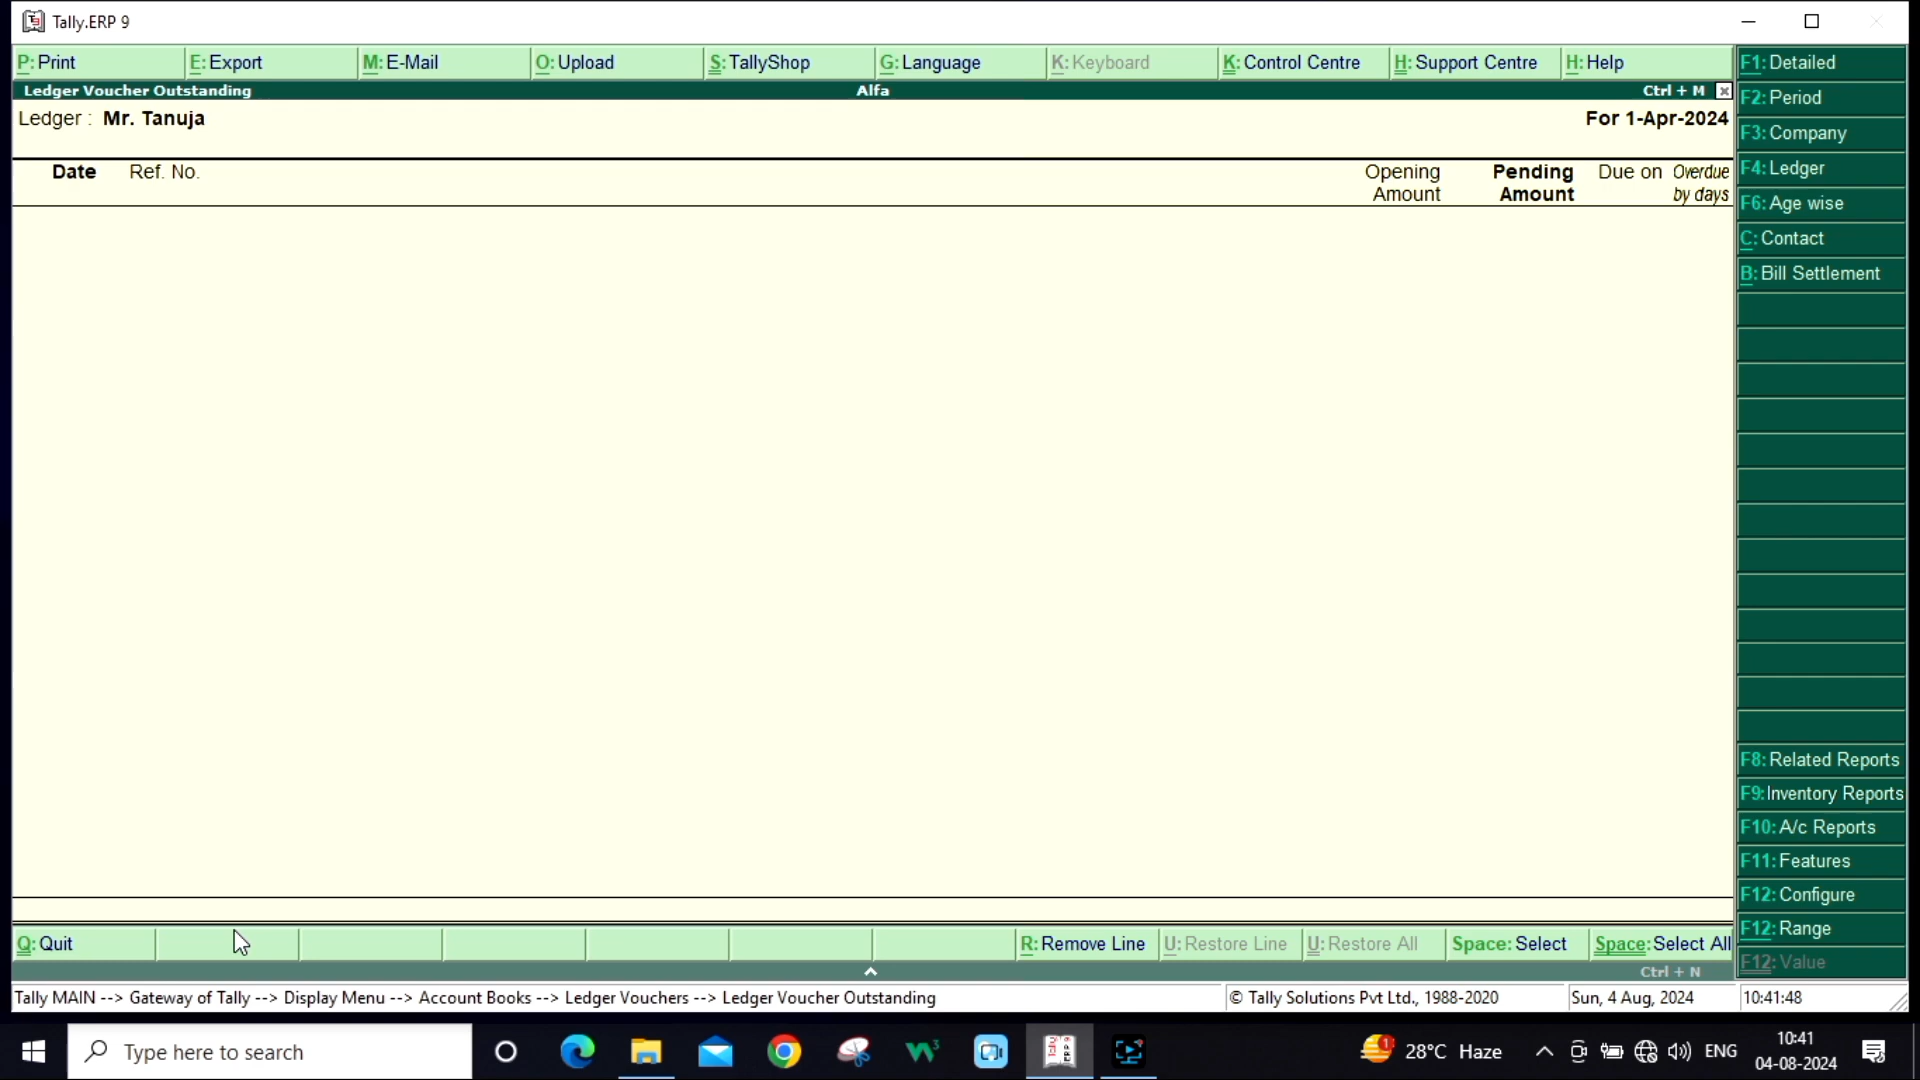 Tally.ERP 9
P: Print E: Export M: E-Mail O: Upload S: TallyShop G: Language K: Keyboard K: Control Centre H: Support Centre H: Help
Ledger Voucher Outstanding Alfa Ctrl + M
Ledger : Mr. Tanuja For 1-Apr-2024
Date Ref. No. Opening Amount Pending Amount Due on Overdue by days
F1: Detailed
F2: Period
F3: Company
F4: Ledger
F6: Age wise
C: Contact
B: Bill Settlement
F8: Related Reports
F9: Inventory Reports
F10: A/c Reports
F11: Features
F12: Configure
F12: Range
F12: Value
Q: Quit R: Remove Line U: Restore Line U: Restore All Space: Select Space: Select All
Ctrl + N
Tally MAIN --> Gateway of Tally --> Display Menu --> Account Books --> Ledger Vouchers --> Ledger Voucher Outstanding © Tally Solutions Pvt Ltd., 1988-2020 Sun, 4 Aug, 2024 10:41:48
Type here to search 28°C Haze ENG 10:41
04-08-2024